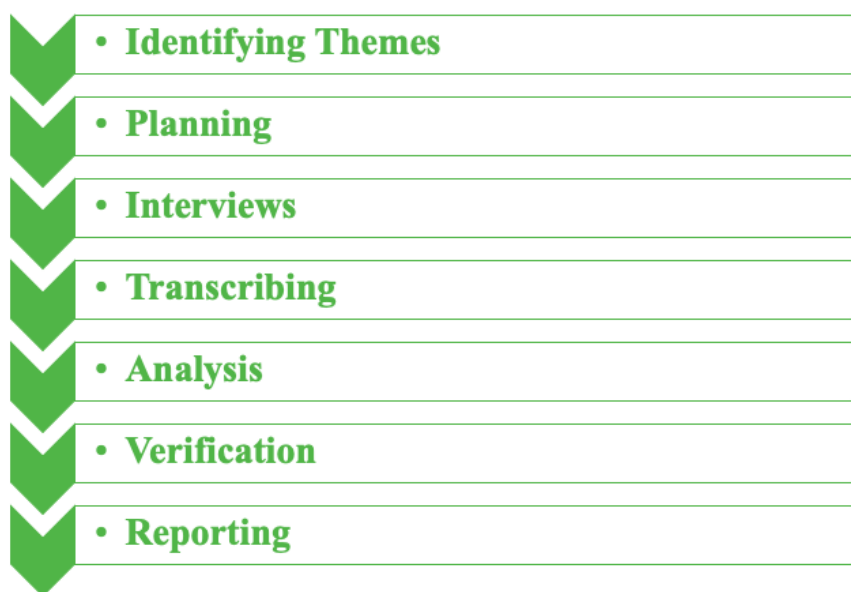 • Identifying Themes
• Planning
• Interviews
• Transcribing
• Analysis
• Verification
• Reporting